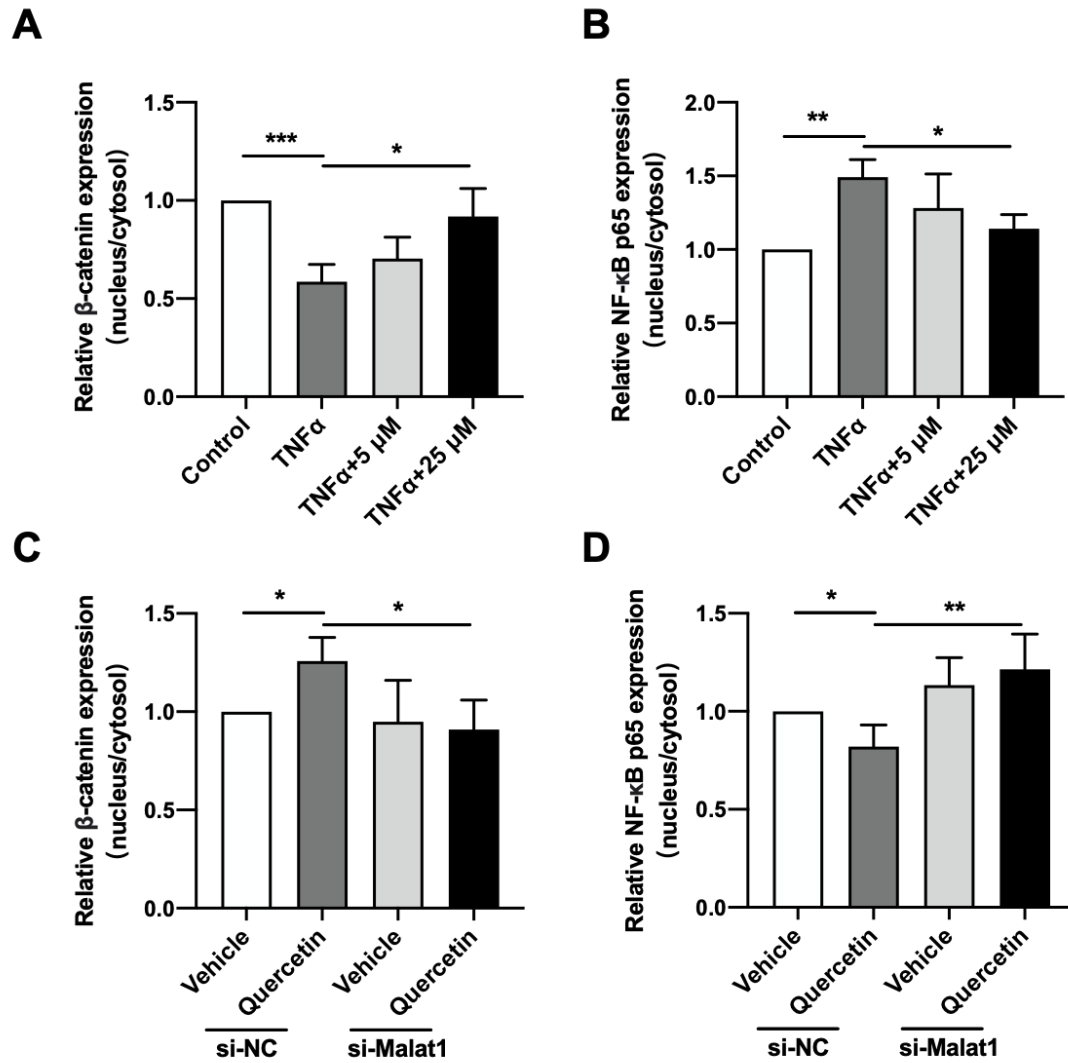 A
Relative β-catenin expression
(nucleus/cytosol)
1.5
1.0
0.5
0.0
***
*
Control
TNFα
TNFα+5 μM
TNFα+25 μM
B
Relative NF-κB p65 expression
(nucleus/cytosol)
2.0
1.5
1.0
0.5
0.0
**
*
Control
TNFα
TNFα+5 μM
TNFα+25 μM
C
Relative β-catenin expression
(nucleus/cytosol)
1.5
1.0
0.5
0.0
*
*
Vehicle
Quercetin
Vehicle
Quercetin
si-NC
si-Malat1
D
Relative NF-κB p65 expression
(nucleus/cytosol)
1.5
1.0
0.5
0.0
*
**
Vehicle
Quercetin
Vehicle
Quercetin
si-NC
si-Malat1